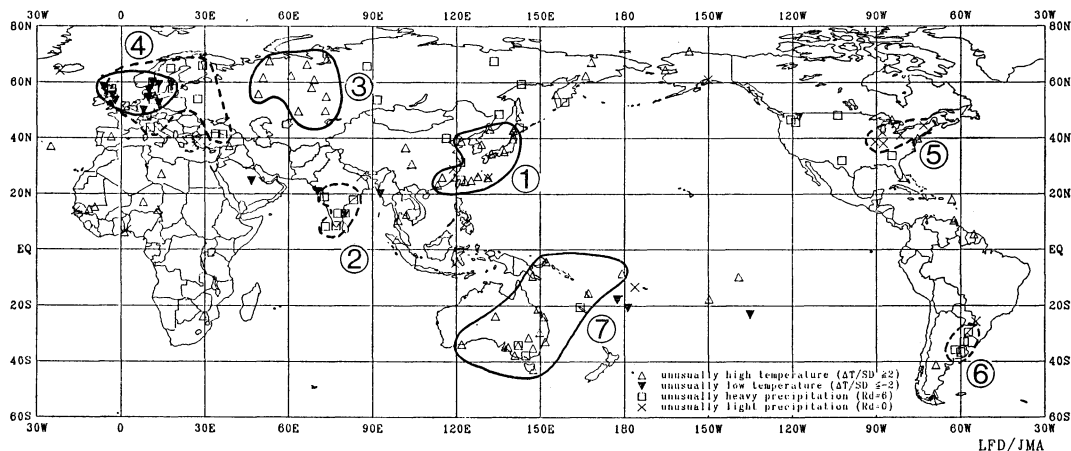 30W 0 30E 60E 90E 120E 150E 180 150W 120W 90W 60W 30W
80N 80N
④
60N ③ 60N
40N ⑤ 40N
①
20N 20N
②
EQ EQ
20S ⑦ 20S
40S ⑥ 40S
△ unusually high temperature (ΔT/SD ≧2)
▼ unusually low temperature (ΔT/SD ≦-2)
□ unusually heavy precipitation (Rd=6)
× unusually light precipitation (Rd=0)
60S 60S
30W 0 30E 60E 90E 120E 150E 180 150W 120W 90W 60W 30W
LFD/JMA